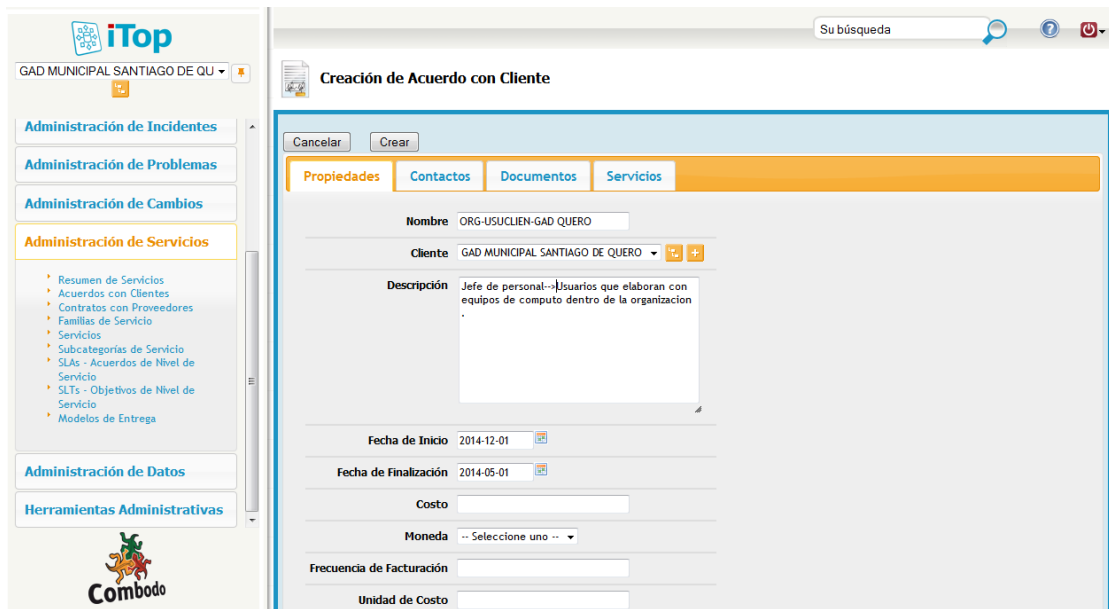 iTop
GAD MUNICIPAL SANTIAGO DE QU
Administración de Incidentes
Administración de Problemas
Administración de Cambios
Administración de Servicios
Resumen de Servicios
Acuerdos con Clientes
Contratos con Proveedores
Familias de Servicio
Servicios
Subcategorías de Servicio
SLAs - Acuerdos de Nivel de
Servicio
SLTs - Objetivos de Nivel de
Servicio
Modelos de Entrega
Administración de Datos
Herramientas Administrativas
Combodo
Su búsqueda
Creación de Acuerdo con Cliente
Cancelar Crear
Propiedades Contactos Documentos Servicios
Nombre ORG-USUCLIEN-GAD QUERO
Cliente GAD MUNICIPAL SANTIAGO DE QUERO
Descripción Jefe de personal-->Usuarios que elaboran con
equipos de computo dentro de la organizacion
.
Fecha de Inicio 2014-12-01
Fecha de Finalización 2014-05-01
Costo
Moneda -- Seleccione uno --
Frecuencia de Facturación
Unidad de Costo